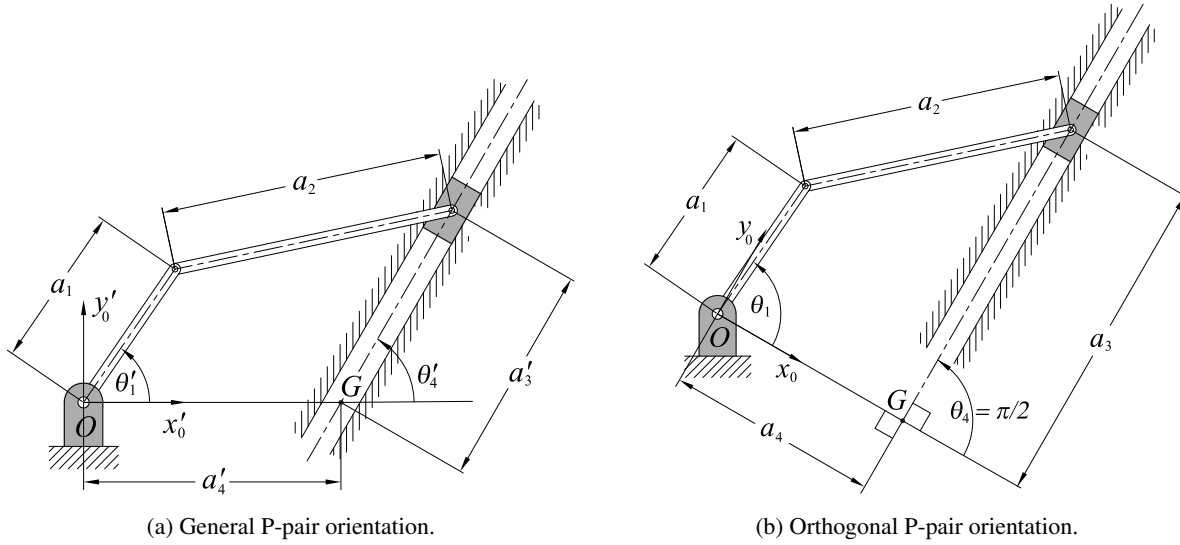 a₂
a₁
y₀′
θ₁′
O
x₀′
G
θ₄′
a₃′
a₄′
(a) General P-pair orientation.
a₂
a₁
y₀
θ₁
O
x₀
a₃
G
θ₄ = π/2
a₄
(b) Orthogonal P-pair orientation.